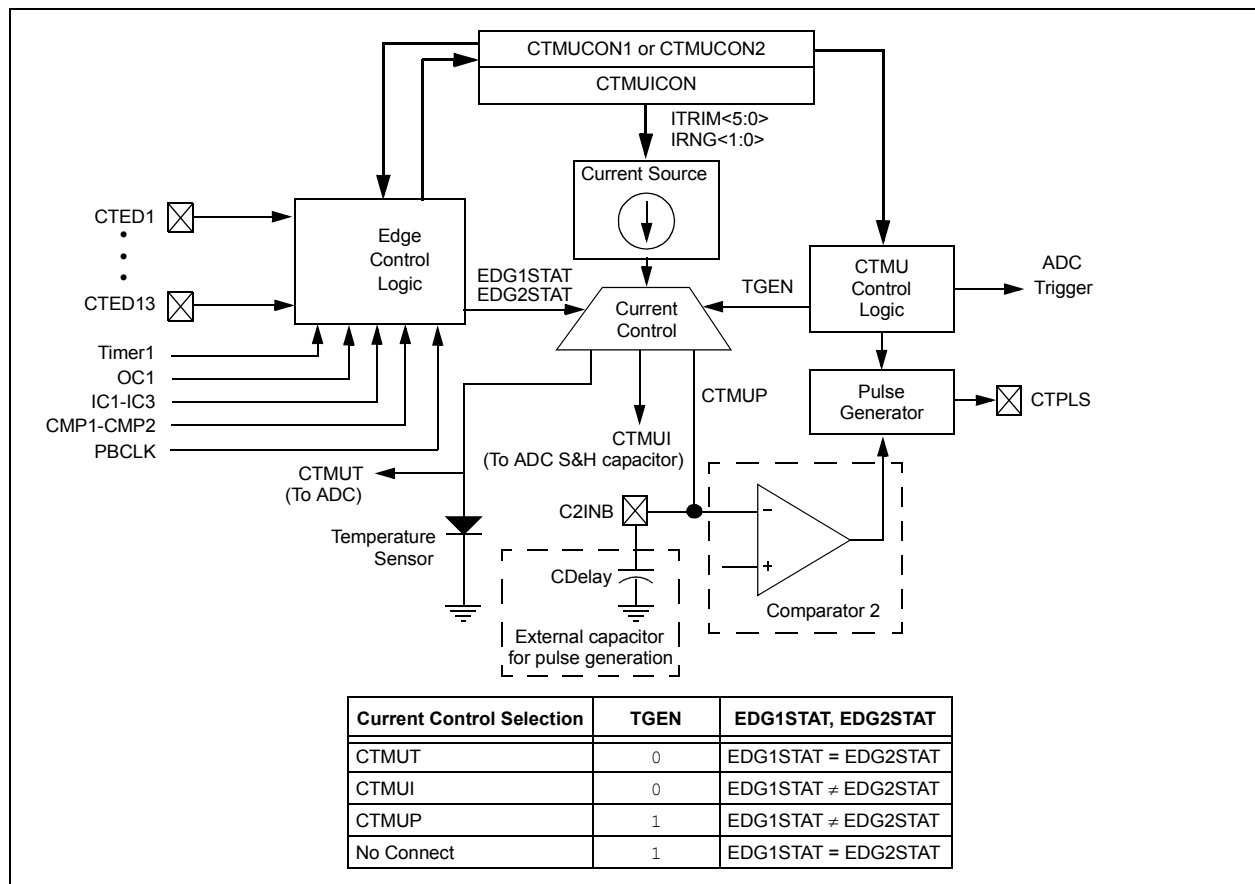 CTMUCON1 or CTMUCON2
CTMUICON
ITRIM<5:0>
IRNG<1:0>
Current Source
CTED1
CTED13
Edge
Control
Logic
EDG1STAT
EDG2STAT
Current
Control
TGEN
CTMU
Control
Logic
ADC
Trigger
Timer1
OC1
IC1-IC3
CMP1-CMP2
PBCLK
CTMUT
(To ADC)
CTMUI
(To ADC S&H capacitor)
CTMUP
Pulse
Generator
CTPLS
C2INB
Temperature
Sensor
CDelay
External capacitor
for pulse generation
−
+
Comparator 2
Current Control Selection TGEN EDG1STAT, EDG2STAT
CTMUT 0 EDG1STAT = EDG2STAT
CTMUI 0 EDG1STAT ≠ EDG2STAT
CTMUP 1 EDG1STAT ≠ EDG2STAT
No Connect 1 EDG1STAT = EDG2STAT